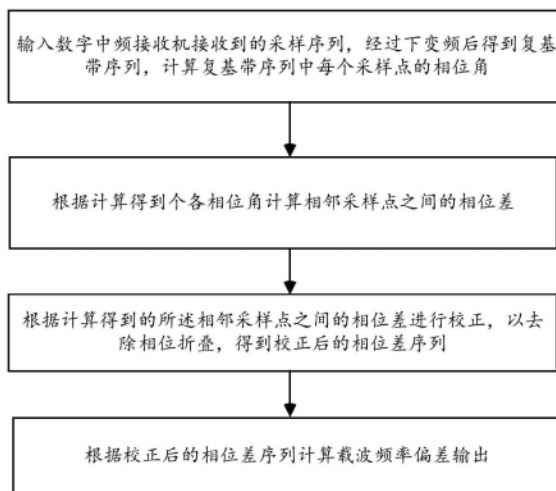 输入数字中频接收机接收到的采样序列，经过下变频后得到复基
带序列，计算复基带序列中每个采样点的相位角
根据计算得到个各相位角计算相邻采样点之间的相位差
根据计算得到的所述相邻采样点之间的相位差进行校正，以去
除相位折叠，得到校正后的相位差序列
根据校正后的相位差序列计算载波频率偏差输出